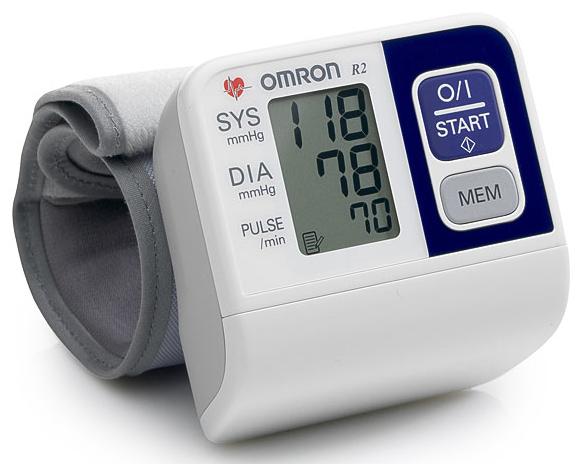 OMRON R2
SYS
mmHg
118
DIA
mmHg
78
PULSE
/min
70
O/I
START
MEM